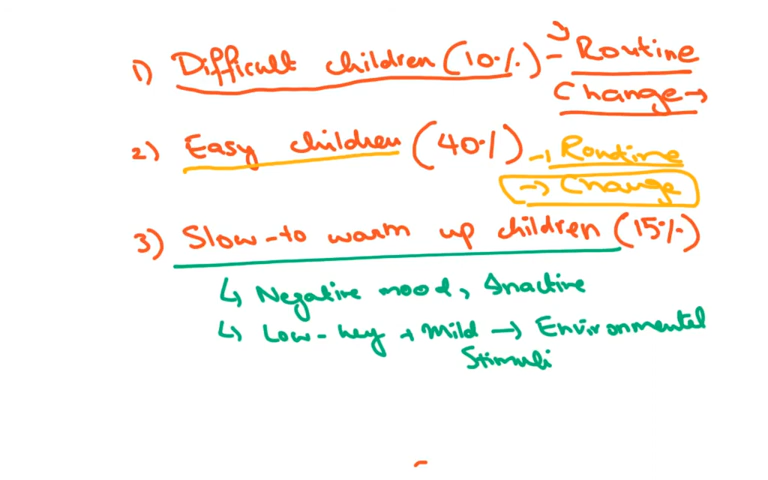 1) Difficult children (10%) → Routine
Change →
2) Easy children (40%) → Routine
→ Change
3) Slow-to warm up children (15%)
↳ Negative mood, Inactive
↳ Low-key + Mild → Environmental
Stimuli